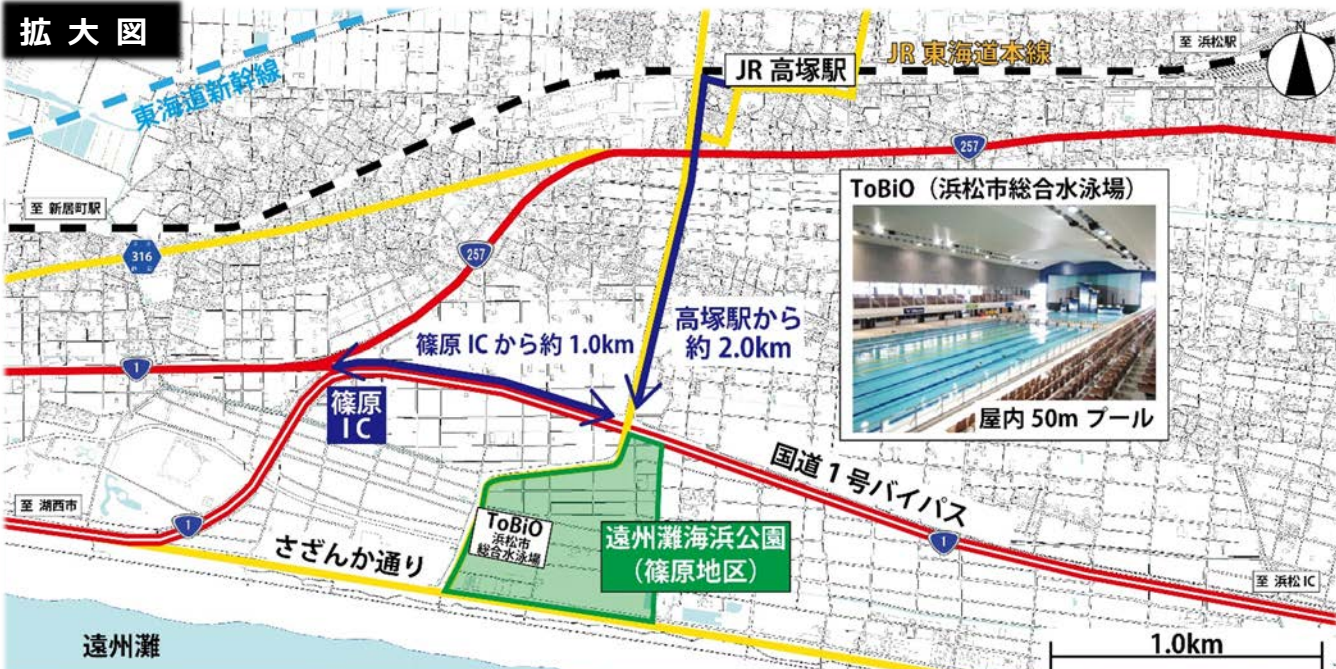 拡大図
東海道新幹線
JR 高塚駅
JR 東海道本線
至 浜松駅
N
257
ToBiO（浜松市総合水泳場）
屋内 50m プール
至 新居町駅
316
257
篠原 IC から約 1.0km
高塚駅から
約 2.0km
1
篠原
IC
国道1号バイパス
至 湖西市
1
ToBiO
浜松市
総合水泳場
遠州灘海浜公園
（篠原地区）
1
さざんか通り
至 浜松 IC
遠州灘
1.0km